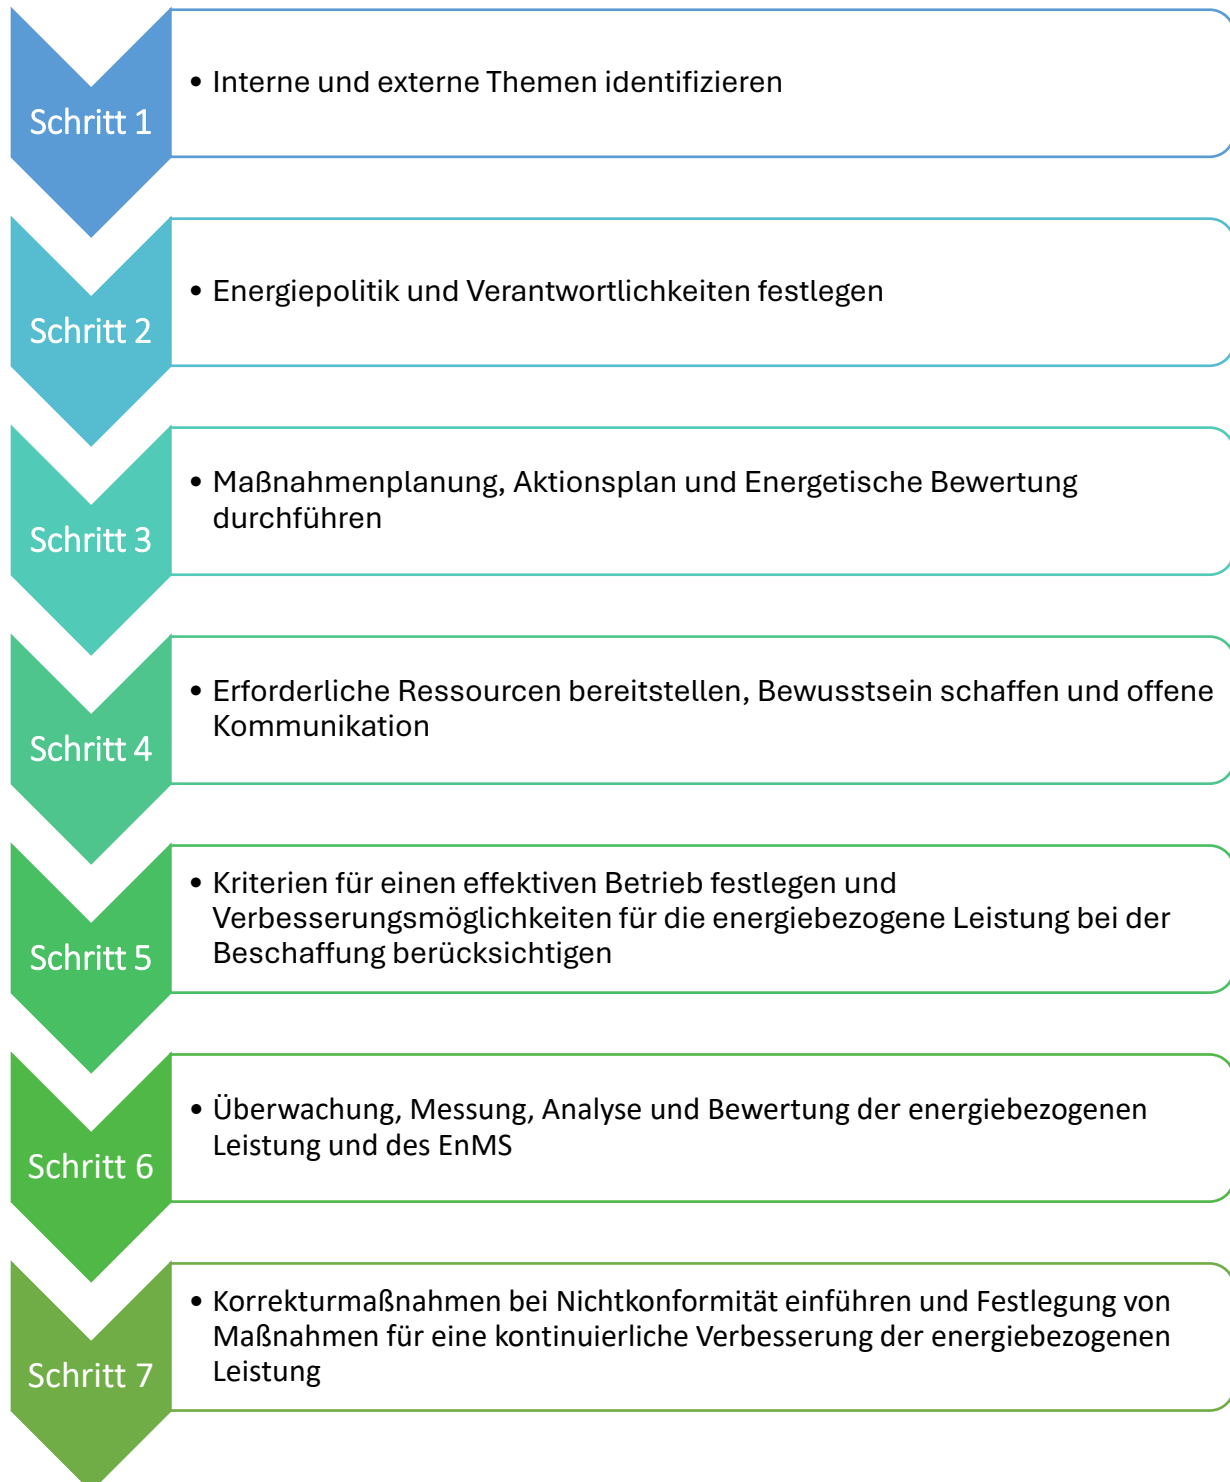 Schritt 1
• Interne und externe Themen identifizieren
Schritt 2
• Energiepolitik und Verantwortlichkeiten festlegen
Schritt 3
• Maßnahmenplanung, Aktionsplan und Energetische Bewertung
durchführen
Schritt 4
• Erforderliche Ressourcen bereitstellen, Bewusstsein schaffen und offene
Kommunikation
Schritt 5
• Kriterien für einen effektiven Betrieb festlegen und
Verbesserungsmöglichkeiten für die energiebezogene Leistung bei der
Beschaffung berücksichtigen
Schritt 6
• Überwachung, Messung, Analyse und Bewertung der energiebezogenen
Leistung und des EnMS
Schritt 7
• Korrekturmaßnahmen bei Nichtkonformität einführen und Festlegung von
Maßnahmen für eine kontinuierliche Verbesserung der energiebezogenen
Leistung